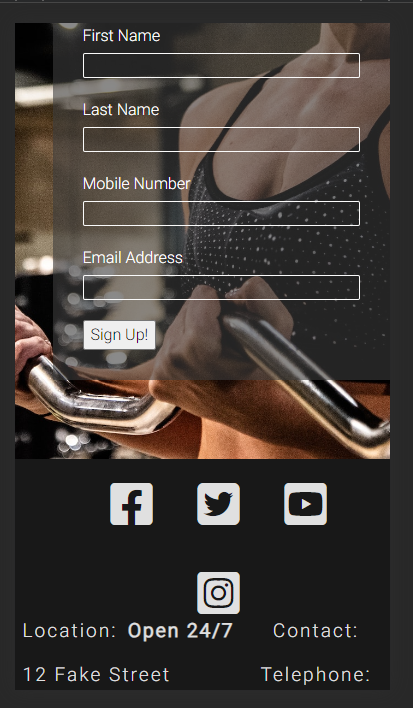 First Name
Last Name
Mobile Number
Email Address
Sign Up!
Location: Open 24/7 Contact:
12 Fake Street Telephone: